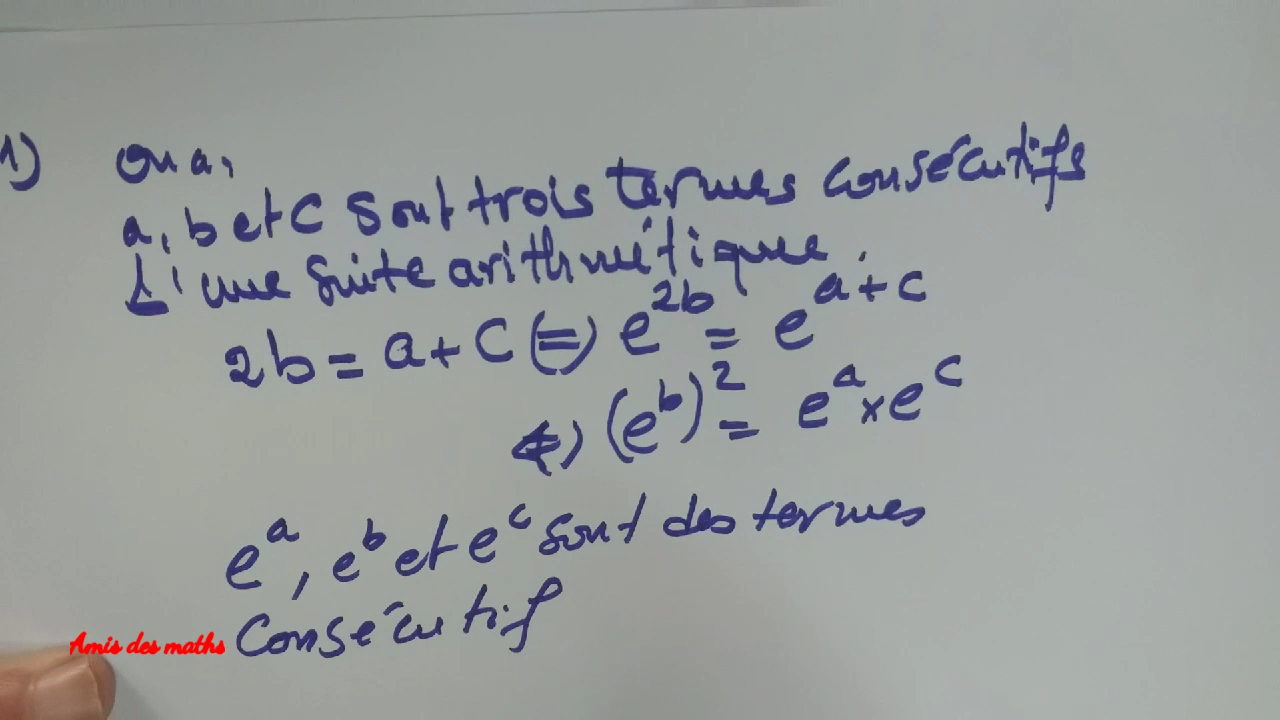 1) On a,
a, b et c sont trois termes consécutifs
d'une suite arithmétique.
2b = a + c (=) e^{2b} = e^{a+c}
(=) (e^b)^2 = e^a × e^c
e^a, e^b et e^c sont des termes
Consécutif
Amis des maths